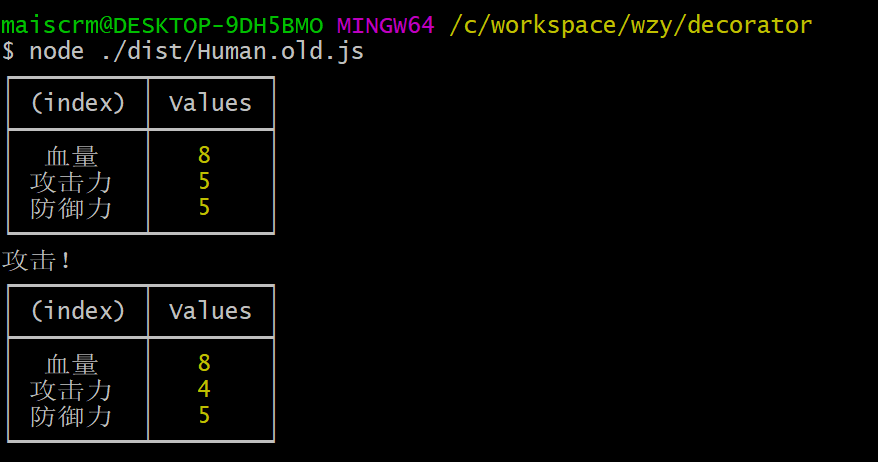 maiscrm@DESKTOP-9DH5BMO MINGW64 /c/workspace/wzy/decorator
$ node ./dist/Human.old.js
(index) Values
血量 8
攻击力 5
防御力 5
攻击!
(index) Values
血量 8
攻击力 4
防御力 5